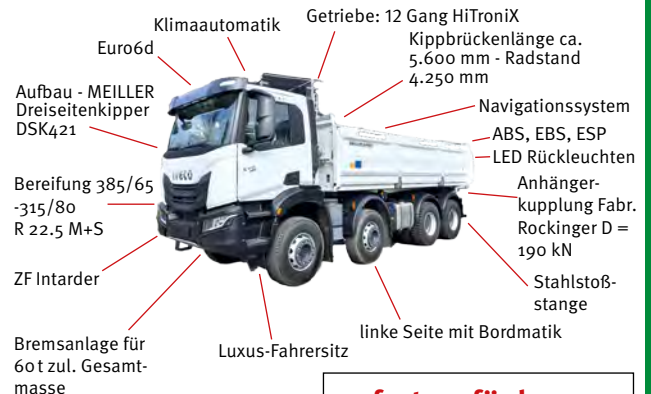 Klimaautomatik
Getriebe: 12 Gang HiTroniX
Euro6d
Kippbrückenlänge ca.
5.600 mm - Radstand
4.250 mm
Aufbau - MEILLER
Dreiseitenkipper
DSK421
Navigationssystem
ABS, EBS, ESP
LED Rückleuchten
Bereifung 385/65
-315/80
R 22.5 M+S
Anhänger-
kupplung Fabr.
Rockinger D =
190 kN
IVECO
ZF Intarder
Stahlstoß-
stange
linke Seite mit Bordmatik
Luxus-Fahrersitz
Bremsanlage für
60t zul. Gesamt-
masse